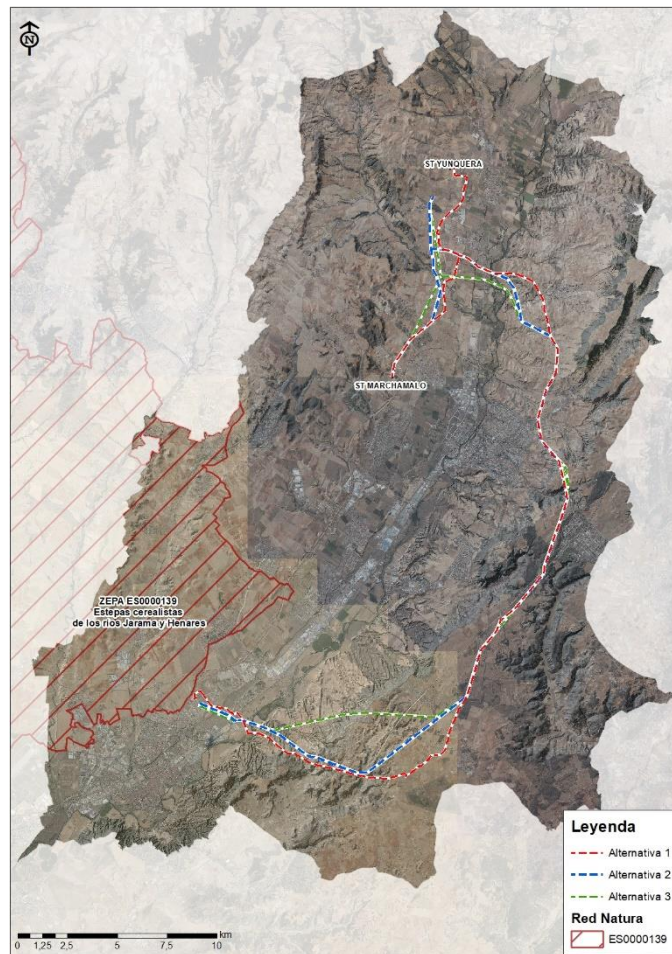 N
ST YUNQUERA
ST MARCHAMALO
ZEPA ES0000139
Estepas cerealistas
de los ríos Jarama y Henares
Leyenda
Alternativa 1
Alternativa 2
Alternativa 3
Red Natura
ES0000139
km
0 1,25 2,5 5 7,5 10